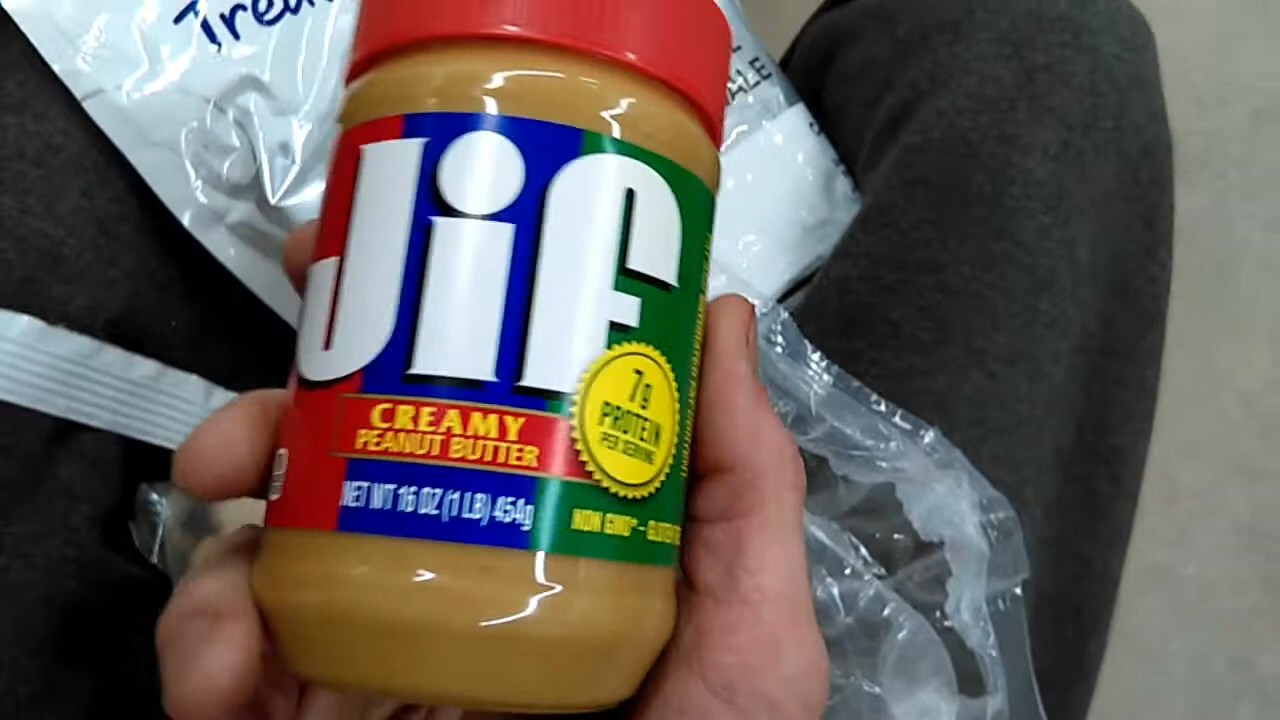 Jif
7g
PROTEIN
PER SERVING
CREAMY
PEANUT BUTTER
NET WT 16 OZ (1 LB) 454g
NON GMO* -